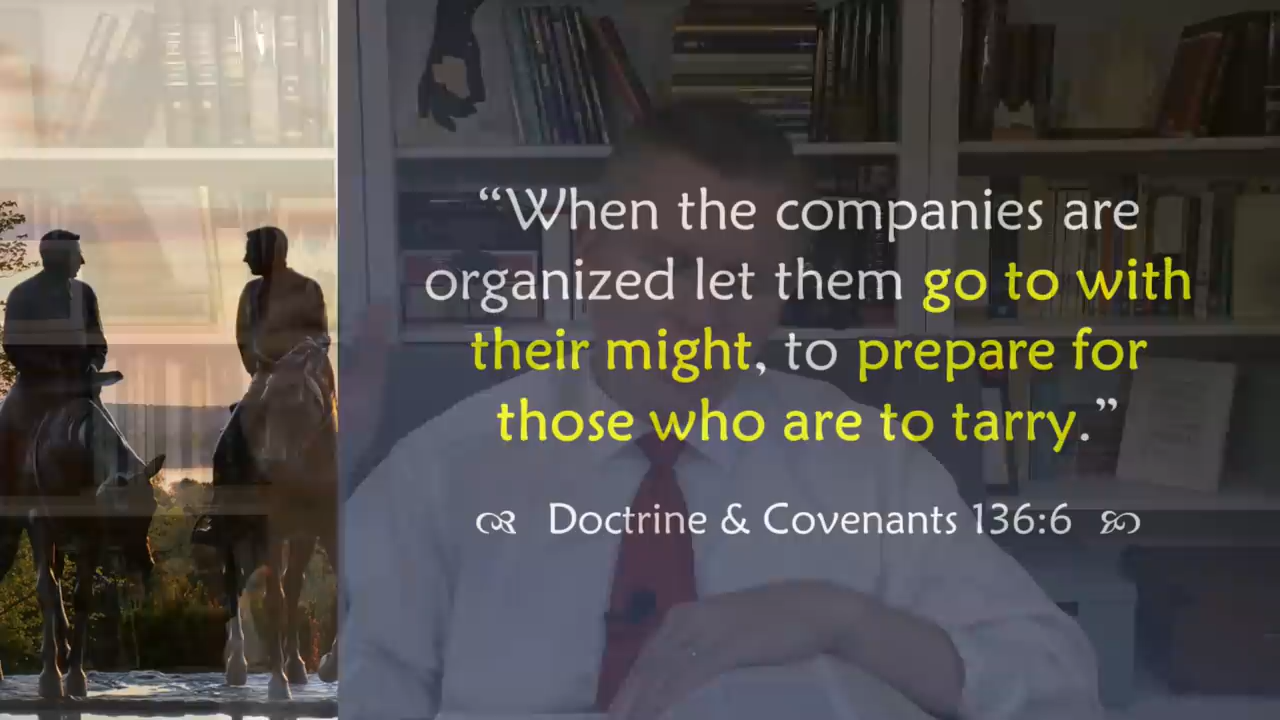 “When the companies are
organized let them go to with
their might, to prepare for
those who are to tarry.”
Doctrine & Covenants 136:6